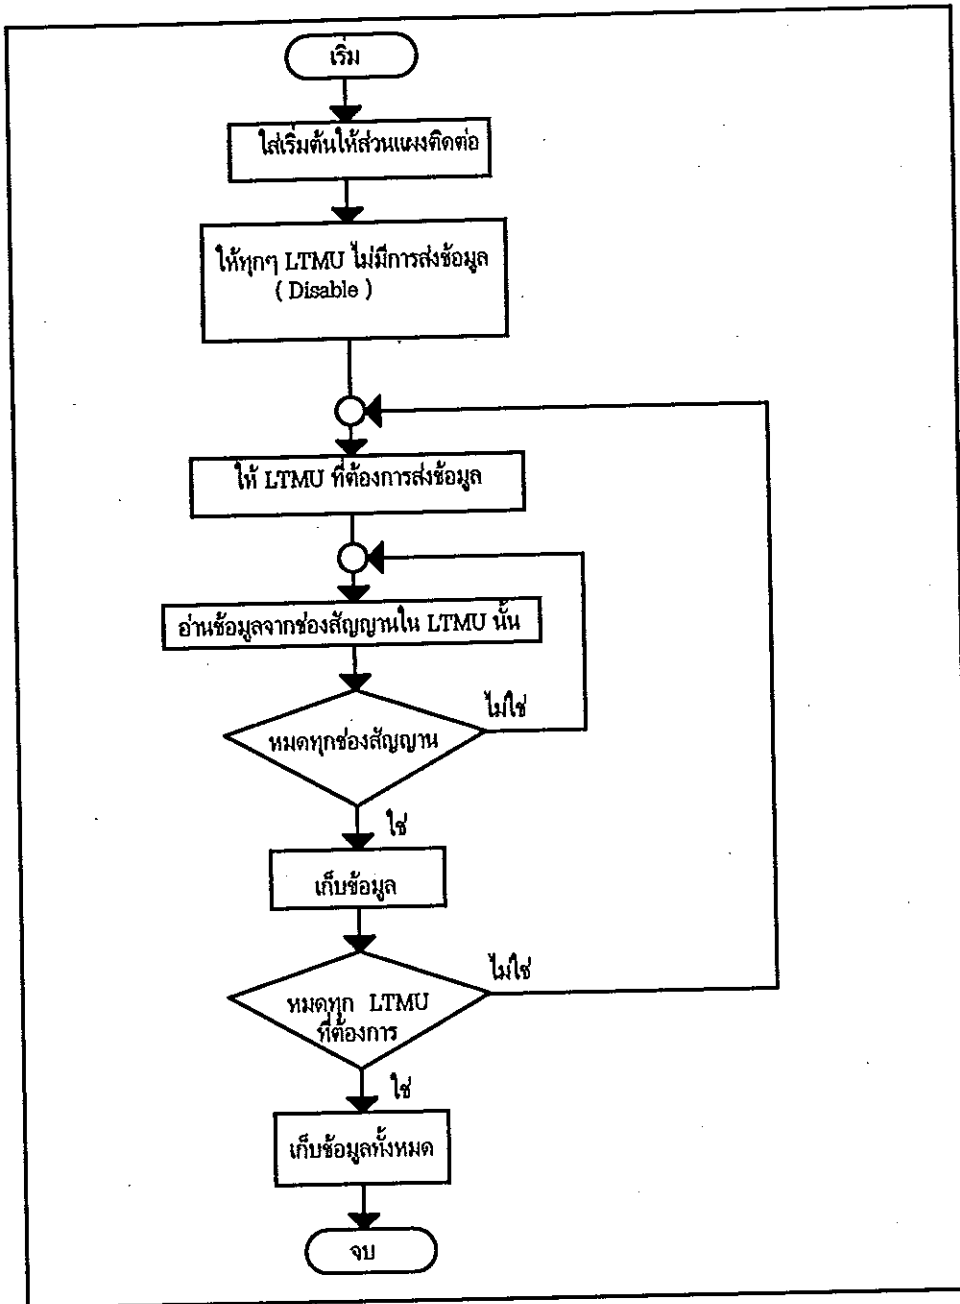 เริ่ม
ใส่เริ่มต้นให้ส่วนแผงติดต่อ
ให้ทุกๆ LTMU ไม่มีการส่งข้อมูล
( Disable )
ให้ LTMU ที่ต้องการส่งข้อมูล
อ่านข้อมูลจากช่องสัญญานใน LTMU นั้น
ไม่ใช่
หมดทุกช่องสัญญาน
ใช่
เก็บข้อมูล
ไม่ใช่
หมดทุก LTMU
ที่ต้องการ
ใช่
เก็บข้อมูลทั้งหมด
จบ